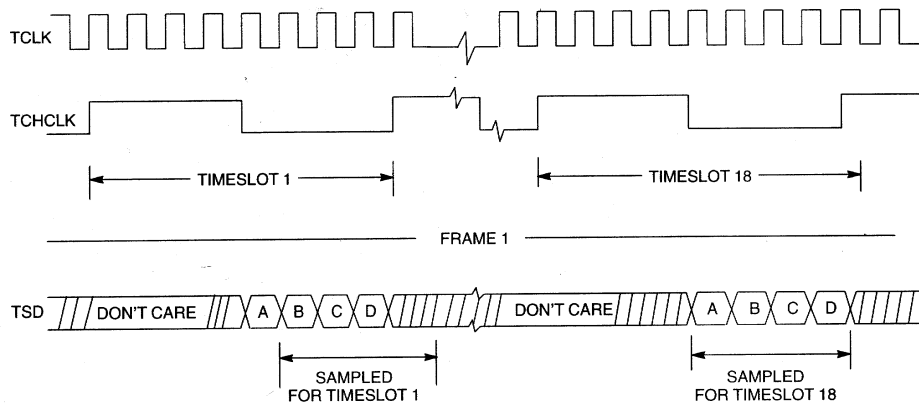 TCLK
TCHCLK
TIMESLOT 1
TIMESLOT 18
FRAME 1
TSD
DON'T CARE
A
B
C
D
DON'T CARE
A
B
C
D
SAMPLED
FOR TIMESLOT 1
SAMPLED
FOR TIMESLOT 18